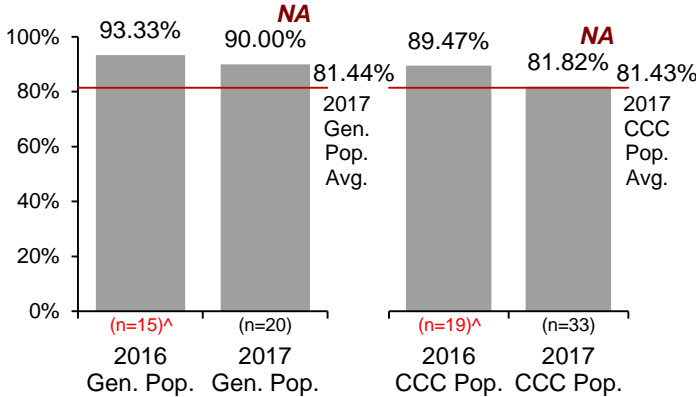 NA
93.33%
90.00%
89.47%
NA
81.82%
100%
80%
60%
40%
20%
0%
81.44%
2017
Gen.
Pop.
Avg.
81.43%
2017
CCC
Pop.
Avg.
(n=15)^
(n=20)
(n=19)^
(n=33)
2016
Gen. Pop.
2017
Gen. Pop.
2016
CCC Pop.
2017
CCC Pop.